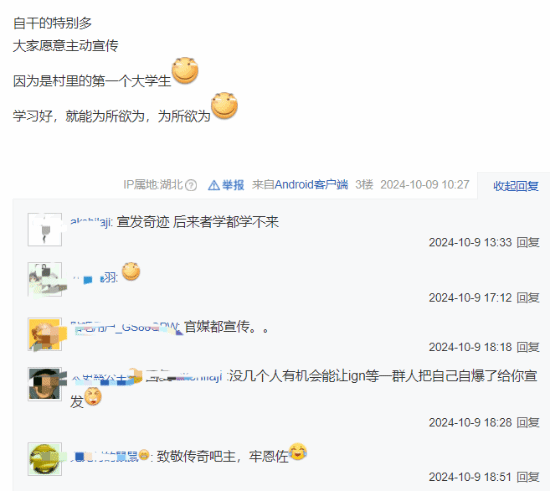 自干的特别多
大家愿意主动宣传
因为是村里的第一个大学生
学习好，就能为所欲为，为所欲为
IP属地:湖北 举报 来自Android客户端 3楼 2024-10-09 10:27 收起回复
宣发奇迹 后来者学都学不来
2024-10-9 13:33 回复
羽:
2024-10-9 17:12 回复
官媒都宣传。。
2024-10-9 18:18 回复
:没几个人有机会能让ign等一群人把自己自爆了给你宣
发
2024-10-9 18:28 回复
: 致敬传奇吧主，牢恩佐
2024-10-9 18:51 回复